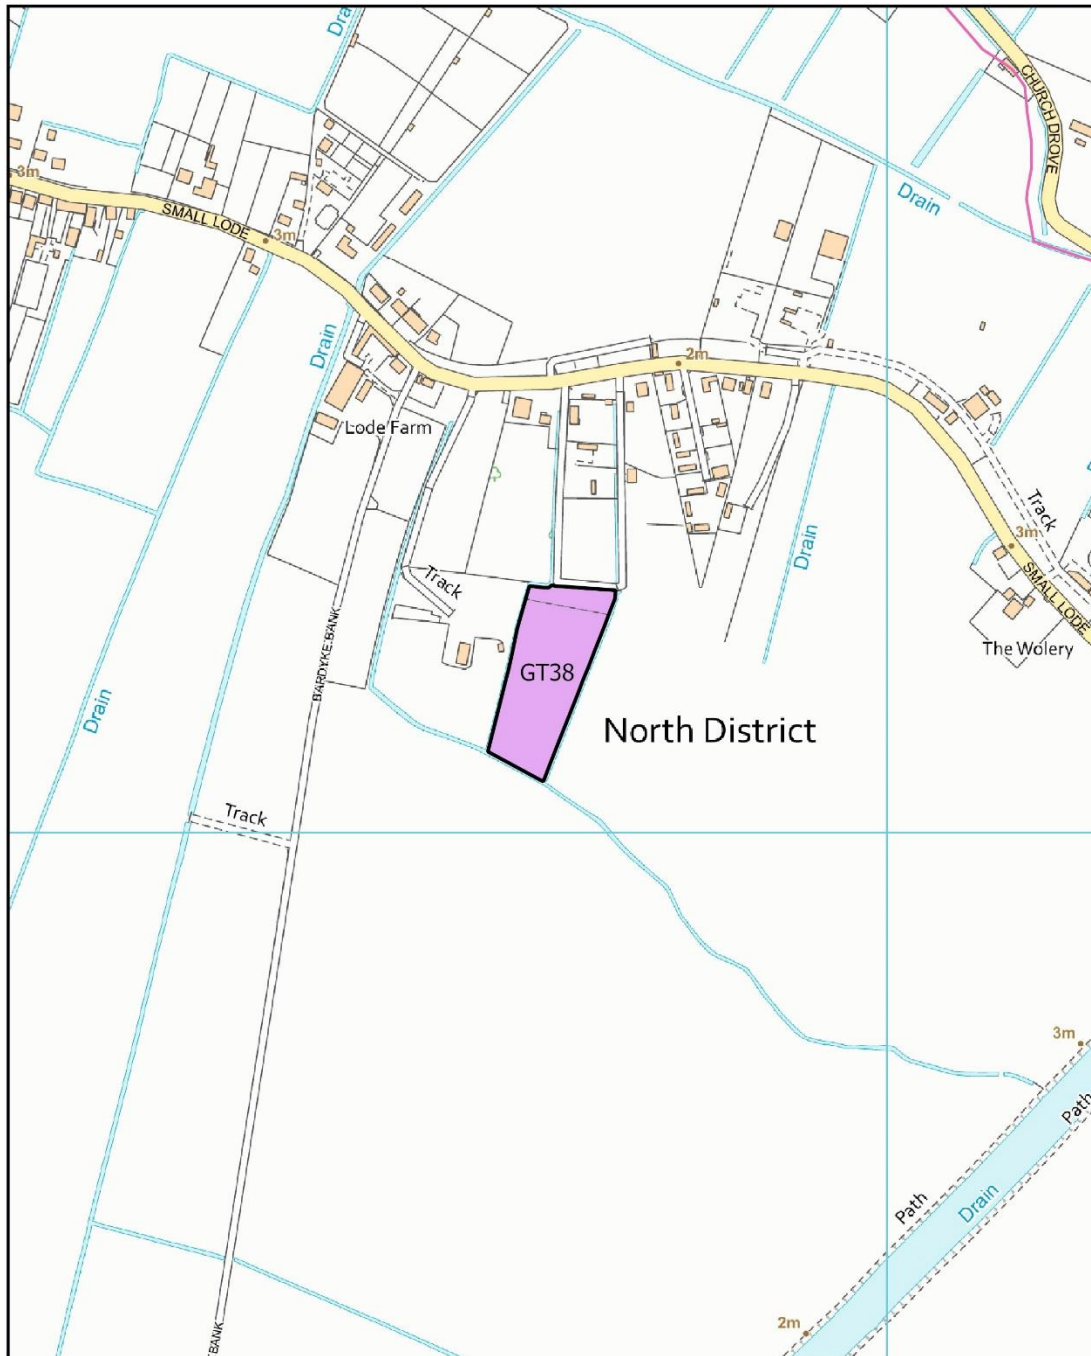 Drain
CHURCH DROVE
3m
SMALL LODE
3m
Drain
Drain
2m
Lode Farm
Track
3m
Drain
SMALL LODE
Track
BARDYKE BANK
The Wolery
GT38
Drain
North District
Track
3m
Path
Path
Drain
2m